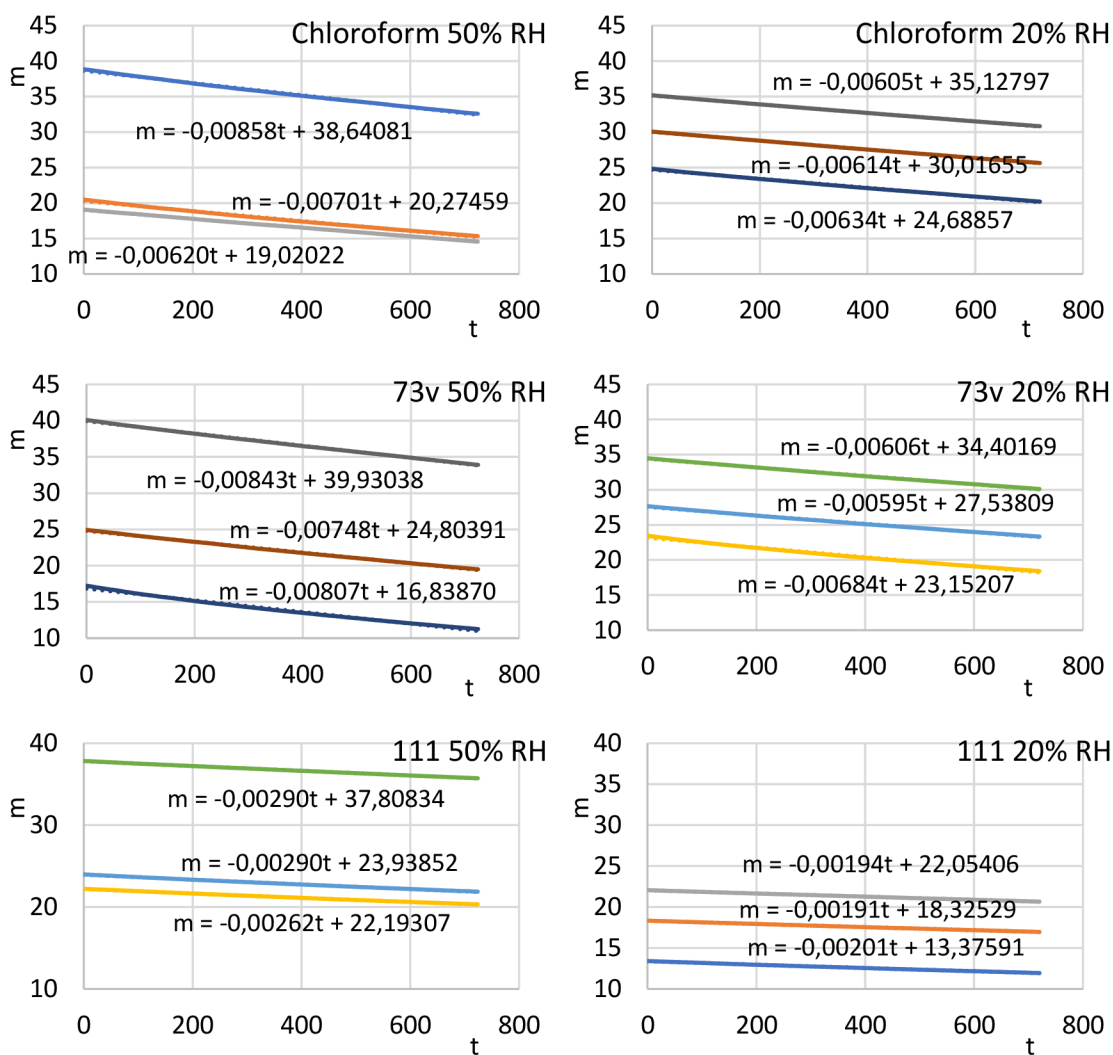 Chloroform 50% RH
45
40
35
30
25
20
15
10
m
m = -0,00858t + 38,64081
m = -0,00701t + 20,27459
m = -0,00620t + 19,02022
0 200 400 600 800
t
Chloroform 20% RH
45
40
35
30
25
20
15
10
m
m = -0,00605t + 35,12797
m = -0,00614t + 30,01655
m = -0,00634t + 24,68857
0 200 400 600 800
t
73v 50% RH
45
40
35
30
25
20
15
10
m
m = -0,00843t + 39,93038
m = -0,00748t + 24,80391
m = -0,00807t + 16,83870
0 200 400 600 800
t
73v 20% RH
45
40
35
30
25
20
15
10
m
m = -0,00606t + 34,40169
m = -0,00595t + 27,53809
m = -0,00684t + 23,15207
0 200 400 600 800
t
111 50% RH
40
30
20
10
m
m = -0,00290t + 37,80834
m = -0,00290t + 23,93852
m = -0,00262t + 22,19307
0 200 400 600 800
t
111 20% RH
40
35
30
25
20
15
10
m
m = -0,00194t + 22,05406
m = -0,00191t + 18,32529
m = -0,00201t + 13,37591
0 200 400 600 800
t